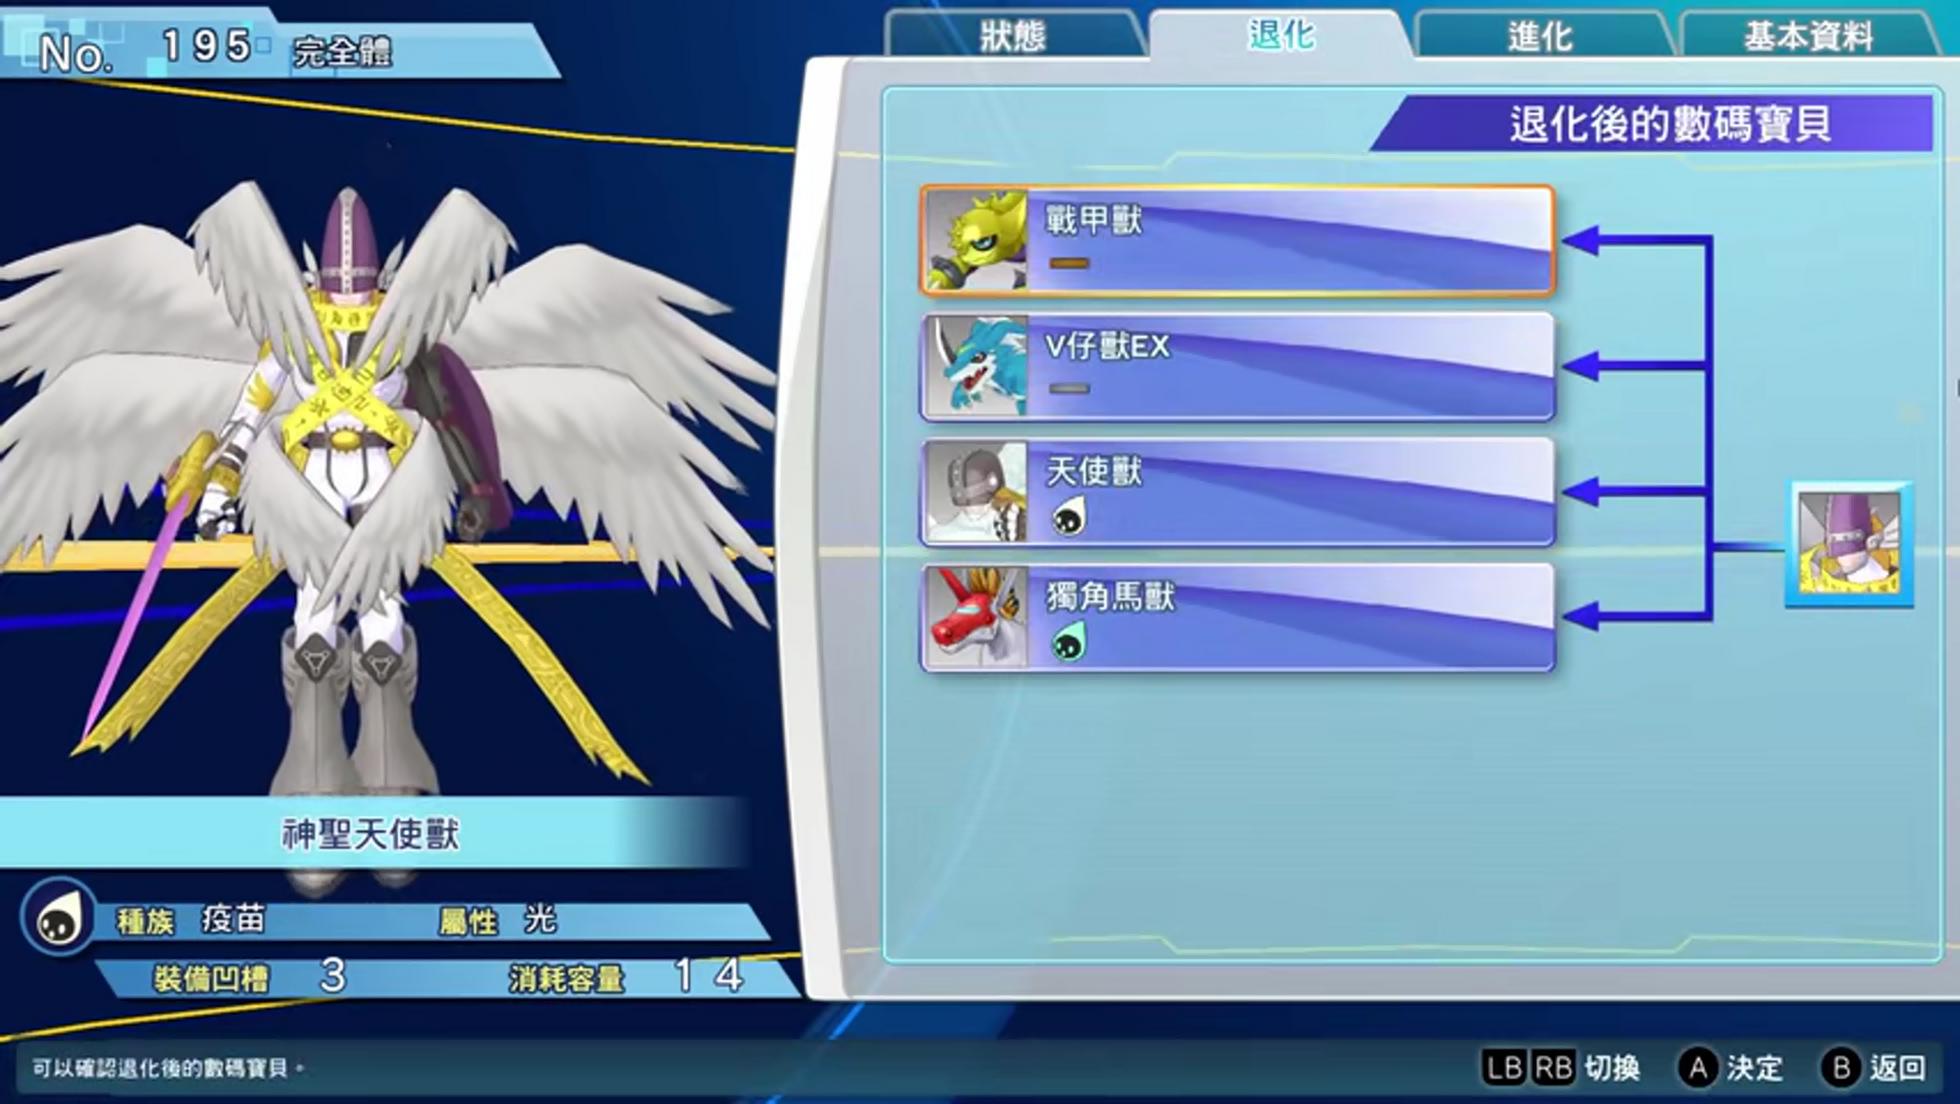 No. 195 完全體
狀態 退化 進化 基本資料
退化後的數碼寶貝
戰甲獸
V仔獸EX
天使獸
獨角馬獸
神聖天使獸
種族 疫苗 屬性 光
裝備凹槽 3 消耗容量 14
可以確認退化後的數碼寶貝。
LB RB 切換 A 決定 B 返回